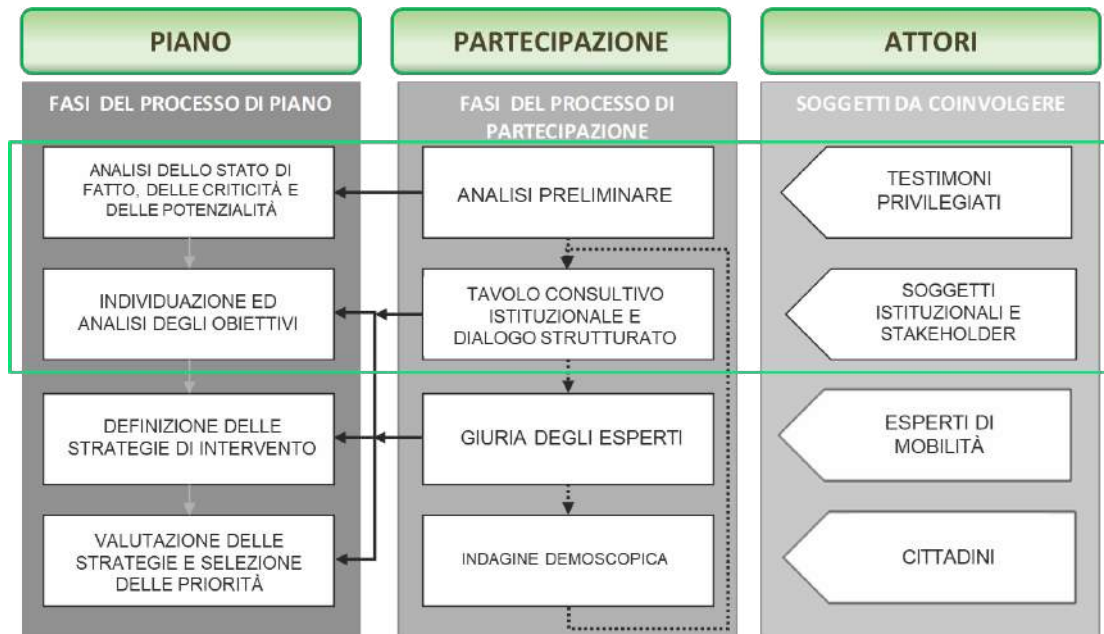 PIANO
PARTECIPAZIONE
ATTORI
FASI DEL PROCESSO DI PIANO
FASI DEL PROCESSO DI
PARTECIPAZIONE
SOGGETTI DA COINVOLGERE
ANALISI DELLO STATO DI
FATTO, DELLE CRITICITÀ E
DELLE POTENZIALITÀ
ANALISI PRELIMINARE
TESTIMONI
PRIVILEGIATI
INDIVIDUAZIONE ED
ANALISI DEGLI OBIETTIVI
TAVOLO CONSULTIVO
ISTITUZIONALE E
DIALOGO STRUTTURATO
SOGGETTI
ISTITUZIONALI E
STAKEHOLDER
DEFINIZIONE DELLE
STRATEGIE DI INTERVENTO
GIURIA DEGLI ESPERTI
ESPERTI DI
MOBILITÀ
VALUTAZIONE DELLE
STRATEGIE E SELEZIONE
DELLE PRIORITÀ
INDAGINE DEMOSCOPICA
CITTADINI